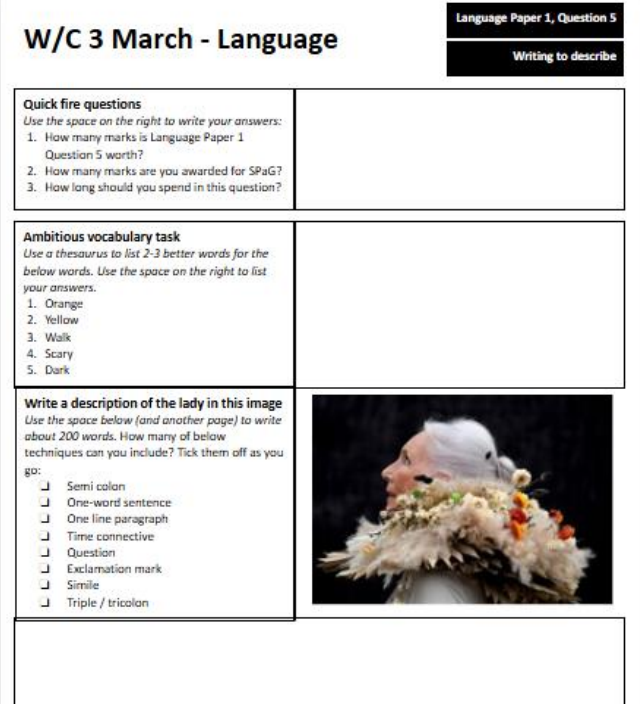 Language Paper 1, Question 5
W/C 3 March - Language
Writing to describe
Quick fire questions
Use the space on the right to write your answers:
1. How many marks is Language Paper 1
Question 5 worth?
2. How many marks are you awarded for SPaG?
3. How long should you spend in this question?
Ambitious vocabulary task
Use a thesaurus to list 2-3 better words for the
below words. Use the space on the right to list
your answers.
1. Orange
2. Yellow
3. Walk
4. Scary
5. Dark
Write a description of the lady in this image
Use the space below (and another page) to write
about 200 words. How many of below
techniques can you include? Tick them off as you
go:
Semi colon
One-word sentence
One line paragraph
Time connective
Question
Exclamation mark
Simile
Triple / tricolon